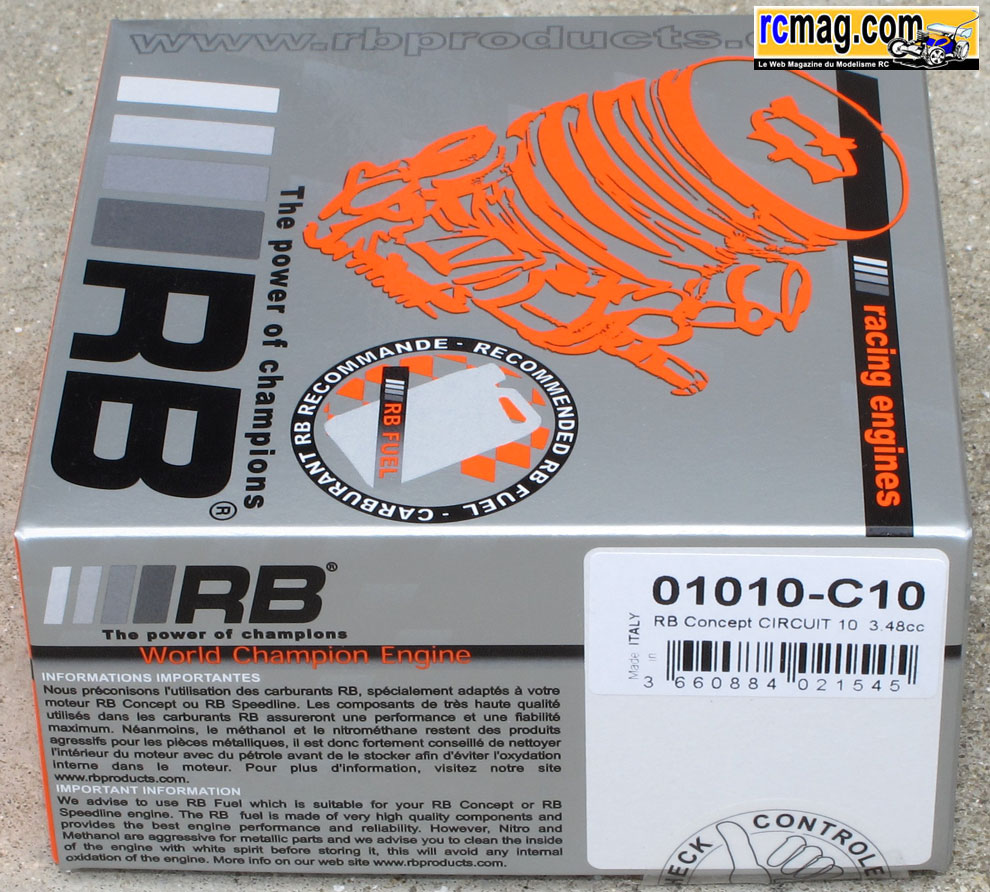 rcmag.com
Le Web Magazine du Modelisme RC
www.rbproducts.
racing engines
The power of champions
RB®
CARBURANT RB RECOMMANDE - RECOMMENDED RB FUEL -
RB FUEL
RB®
The power of champions
World Champion Engine
INFORMATIONS IMPORTANTES
Nous préconisons l'utilisation des carburants RB, spécialement adaptés à votre
moteur RB Concept ou RB Speedline. Les composants de très haute qualité
utilisés dans les carburants RB assureront une performance et une fiabilité
maximum. Néanmoins, le méthanol et le nitrométhane restent des produits
agressifs pour les pièces métalliques, il est donc fortement conseillé de nettoyer
l'intérieur du moteur avec du pétrole avant de le stocker afin d'éviter l'oxydation
interne dans le moteur. Pour plus d'information, visitez notre site
www.rbproducts.com.
IMPORTANT INFORMATION
We advise to use RB Fuel which is suitable for your RB Concept or RB
Speedline engine. The RB fuel is made of very high quality components and
provides the best engine performance and reliability. However, Nitro and
Methanol are aggressive for metallic parts and we advise you to clean the inside
of the engine with white spirit before storing it, this will avoid any internal
oxidation of the engine. More info on our web site www.rbproducts.com.
01010-C10
RB Concept CIRCUIT 10 3.48cc
Made in ITALY
3 660884 021545
CHECK CONTROLE